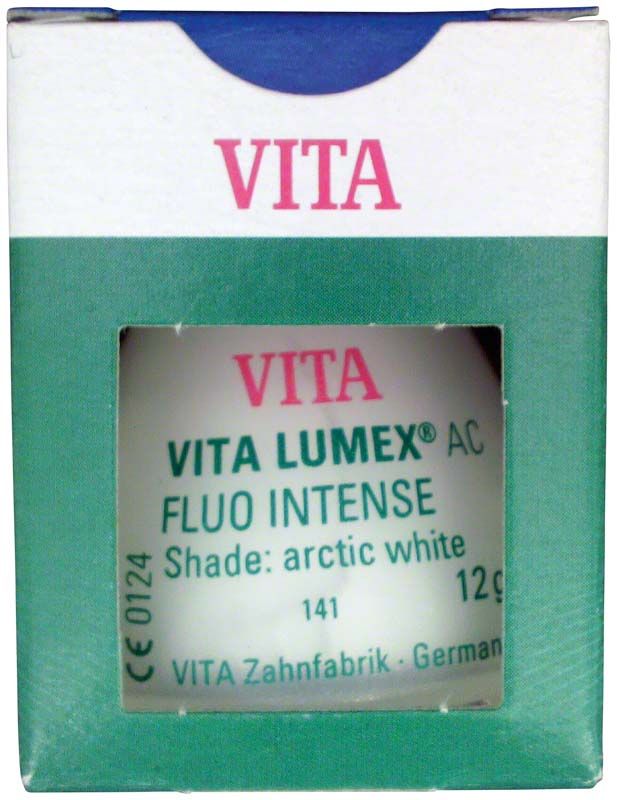 VITA
VITA
VITA LUMEX® AC
FLUO INTENSE
Shade: arctic white
141
12g
VITA Zahnfabrik · German
CE 0124